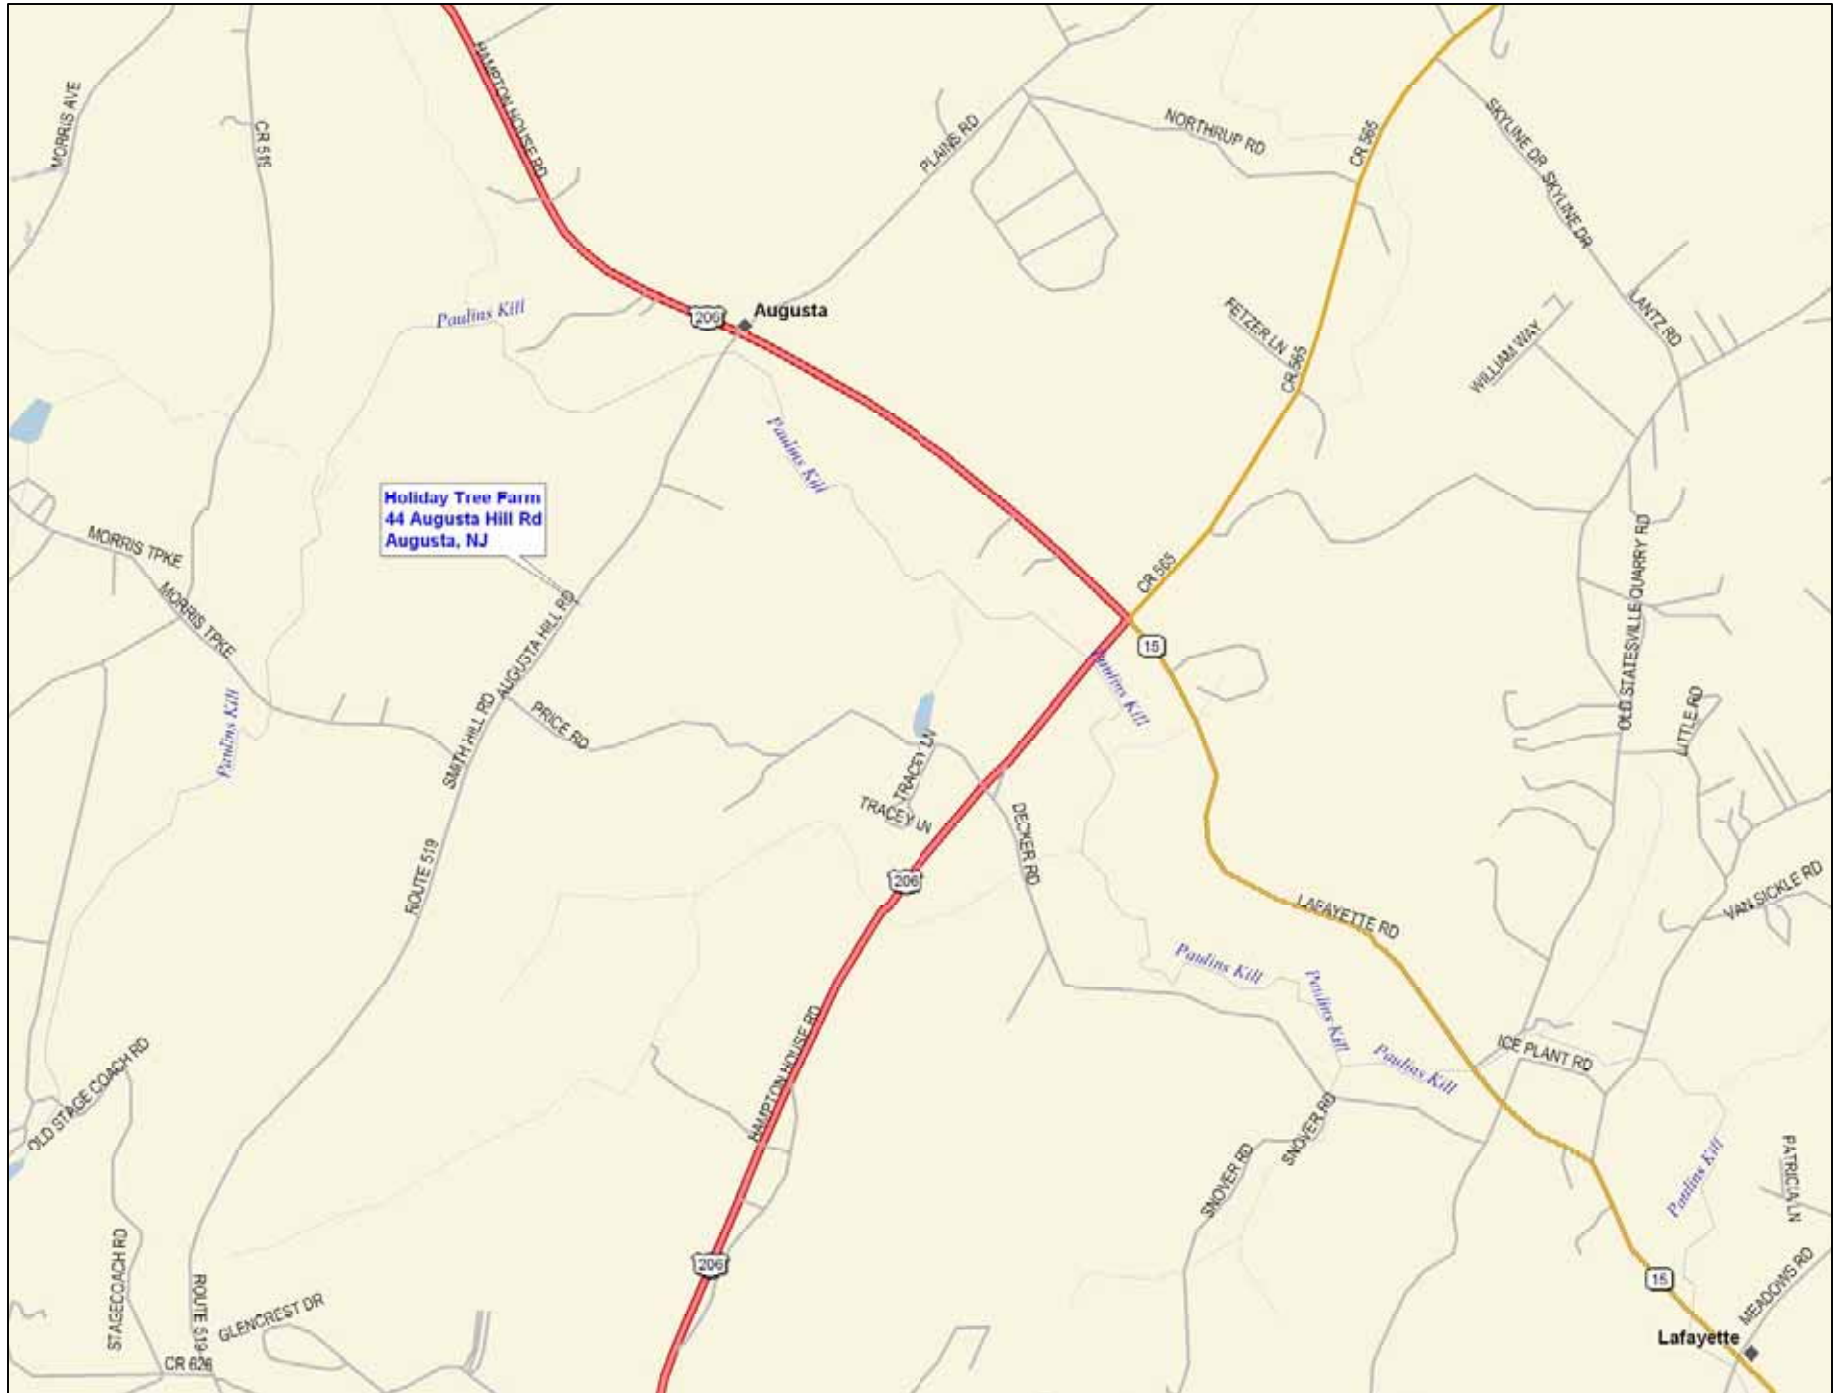 HAMPTON HOUSE RD
MORRIS AVE
CR 519
PLAINS RD
NORTHRUP RD
CR 565
SKYLINE DR
SKYLINE DR
Paulins Kill
206
Augusta
FETZER LN
CR 565
LANTZ RD
WILLIAM WAY
Paulins Kill
Holiday Tree Farm
44 Augusta Hill Rd
Augusta, NJ
MORRIS TPKE
MORRIS TPKE
CR 565
OLD STATESVILLE QUARRY RD
AUGUSTA HILL RD
15
Paulins Kill
Paulins Kill
SMITH HILL RD
PRICE RD
LITTLE RD
TRACEY LN
TRACEY LN
DECKER RD
ROUTE 519
206
LAFAYETTE RD
VAN SICKLE RD
Paulins Kill
Paulins Kill
Paulins Kill
ICE PLANT RD
HAMPTON HOUSE RD
OLD STAGE COACH RD
SNOVER RD
SNOVER RD
Paulins Kill
PATRICIA LN
STAGECOACH RD
206
15
ROUTE 519
GLENCREST DR
MEADOWS RD
Lafayette
CR 626